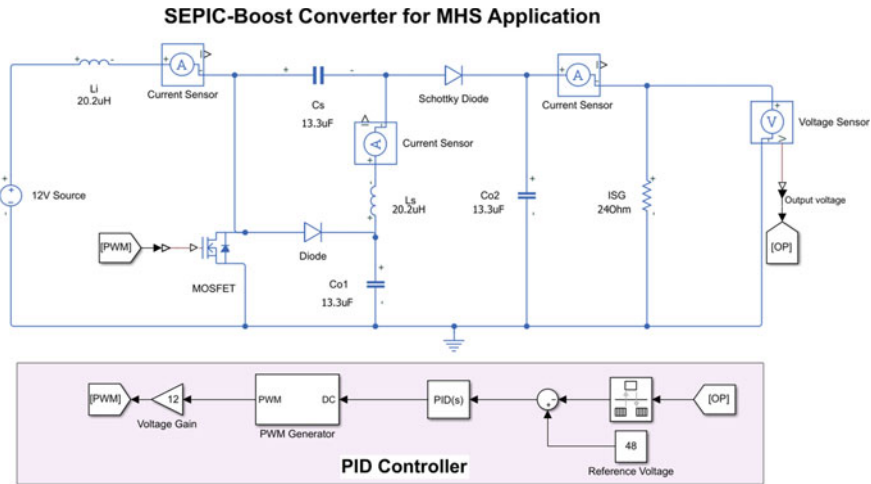 SEPIC-Boost Converter for MHS Application
Li
20.2uH
Current Sensor
Cs
13.3uF
Schottky Diode
Current Sensor
Voltage Sensor
Current Sensor
12V Source
Ls
20.2uH
Co2
13.3uF
ISG
24Ohm
Output voltage
[OP]
[PWM]
MOSFET
Diode
Co1
13.3uF
[PWM]
12
Voltage Gain
PWM
DC
PWM Generator
PID(s)
[OP]
48
Reference Voltage
PID Controller